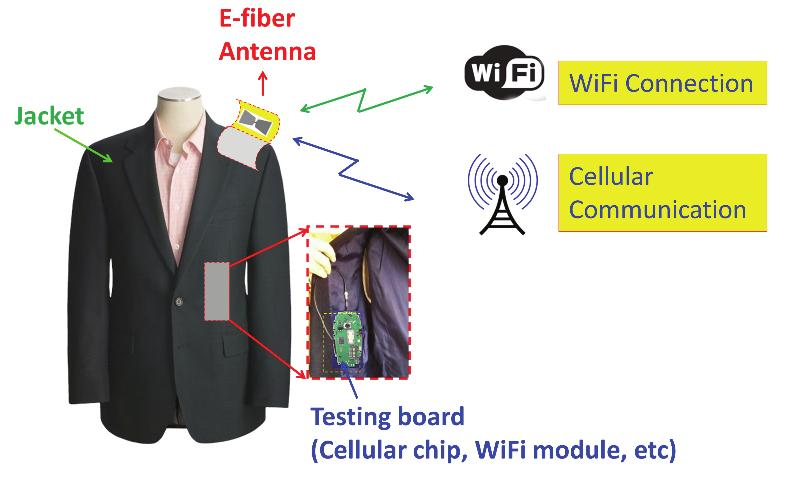 E-fiber
Antenna
Jacket
WiFi
WiFi Connection
Cellular
Communication
Testing board
(Cellular chip, WiFi module, etc)